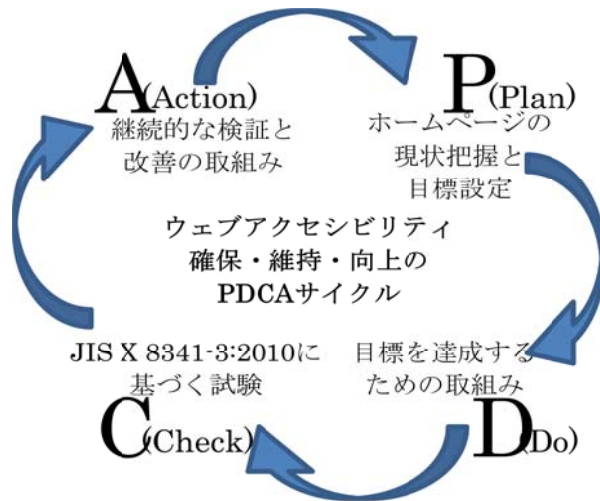 A(Action)
継続的な検証と
改善の取組み
P(Plan)
ホームページの
現状把握と
目標設定
ウェブアクセシビリティ
確保・維持・向上の
PDCAサイクル
JIS X 8341-3:2010に
基づく試験
C(Check)
目標を達成する
ための取組み
D(Do)